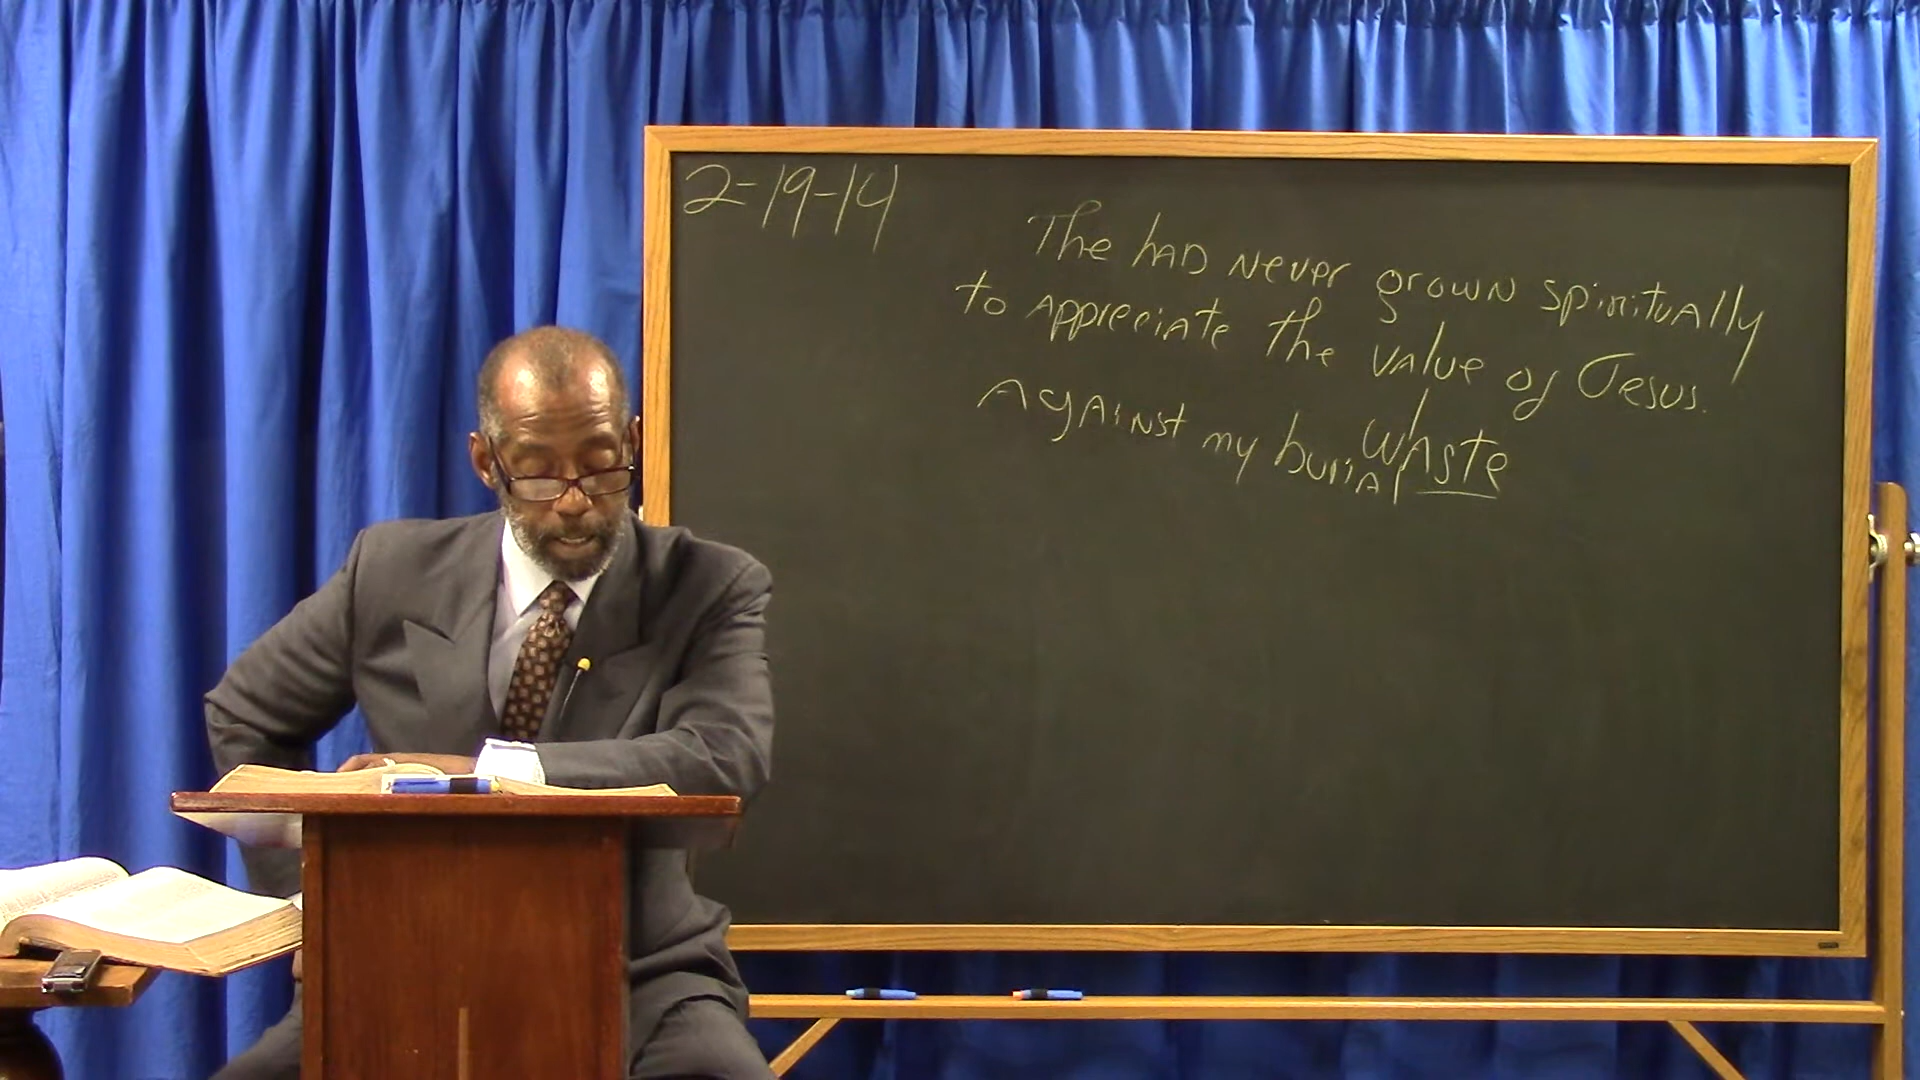 2-19-14
The had never grown spiritually
to appreciate the value of Jesus.
waste
against my burial